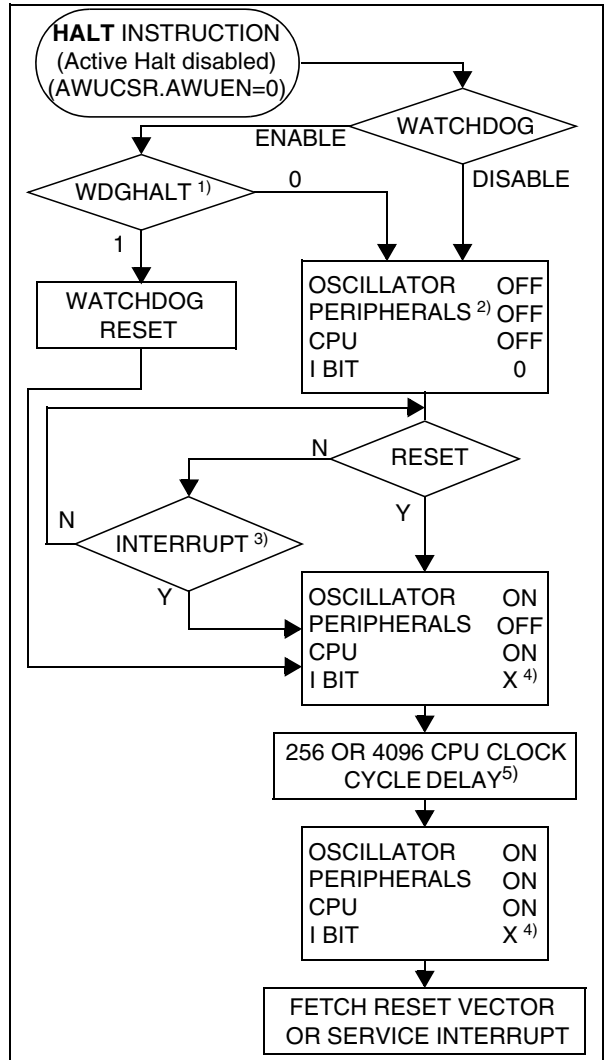 HALT INSTRUCTION
(Active Halt disabled)
(AWUCSR.AWUEN=0)
WATCHDOG
ENABLE
DISABLE
WDGHALT 1)
0
1
WATCHDOG
RESET
OSCILLATOR OFF
PERIPHERALS 2) OFF
CPU OFF
I BIT 0
RESET
N
Y
INTERRUPT 3)
N
Y
OSCILLATOR ON
PERIPHERALS OFF
CPU ON
I BIT X 4)
256 OR 4096 CPU CLOCK
CYCLE DELAY5)
OSCILLATOR ON
PERIPHERALS ON
CPU ON
I BIT X 4)
FETCH RESET VECTOR
OR SERVICE INTERRUPT